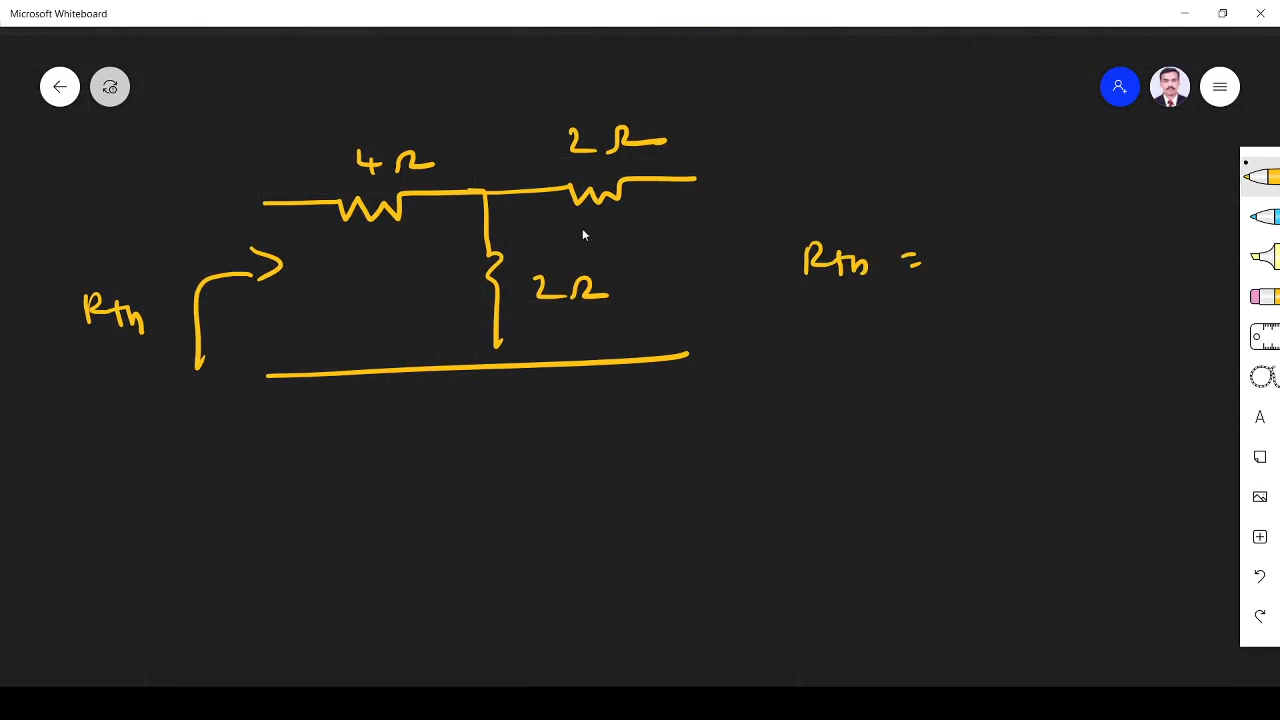 Microsoft Whiteboard
4 Ω
2 Ω
2 Ω
Rth
Rth =
A